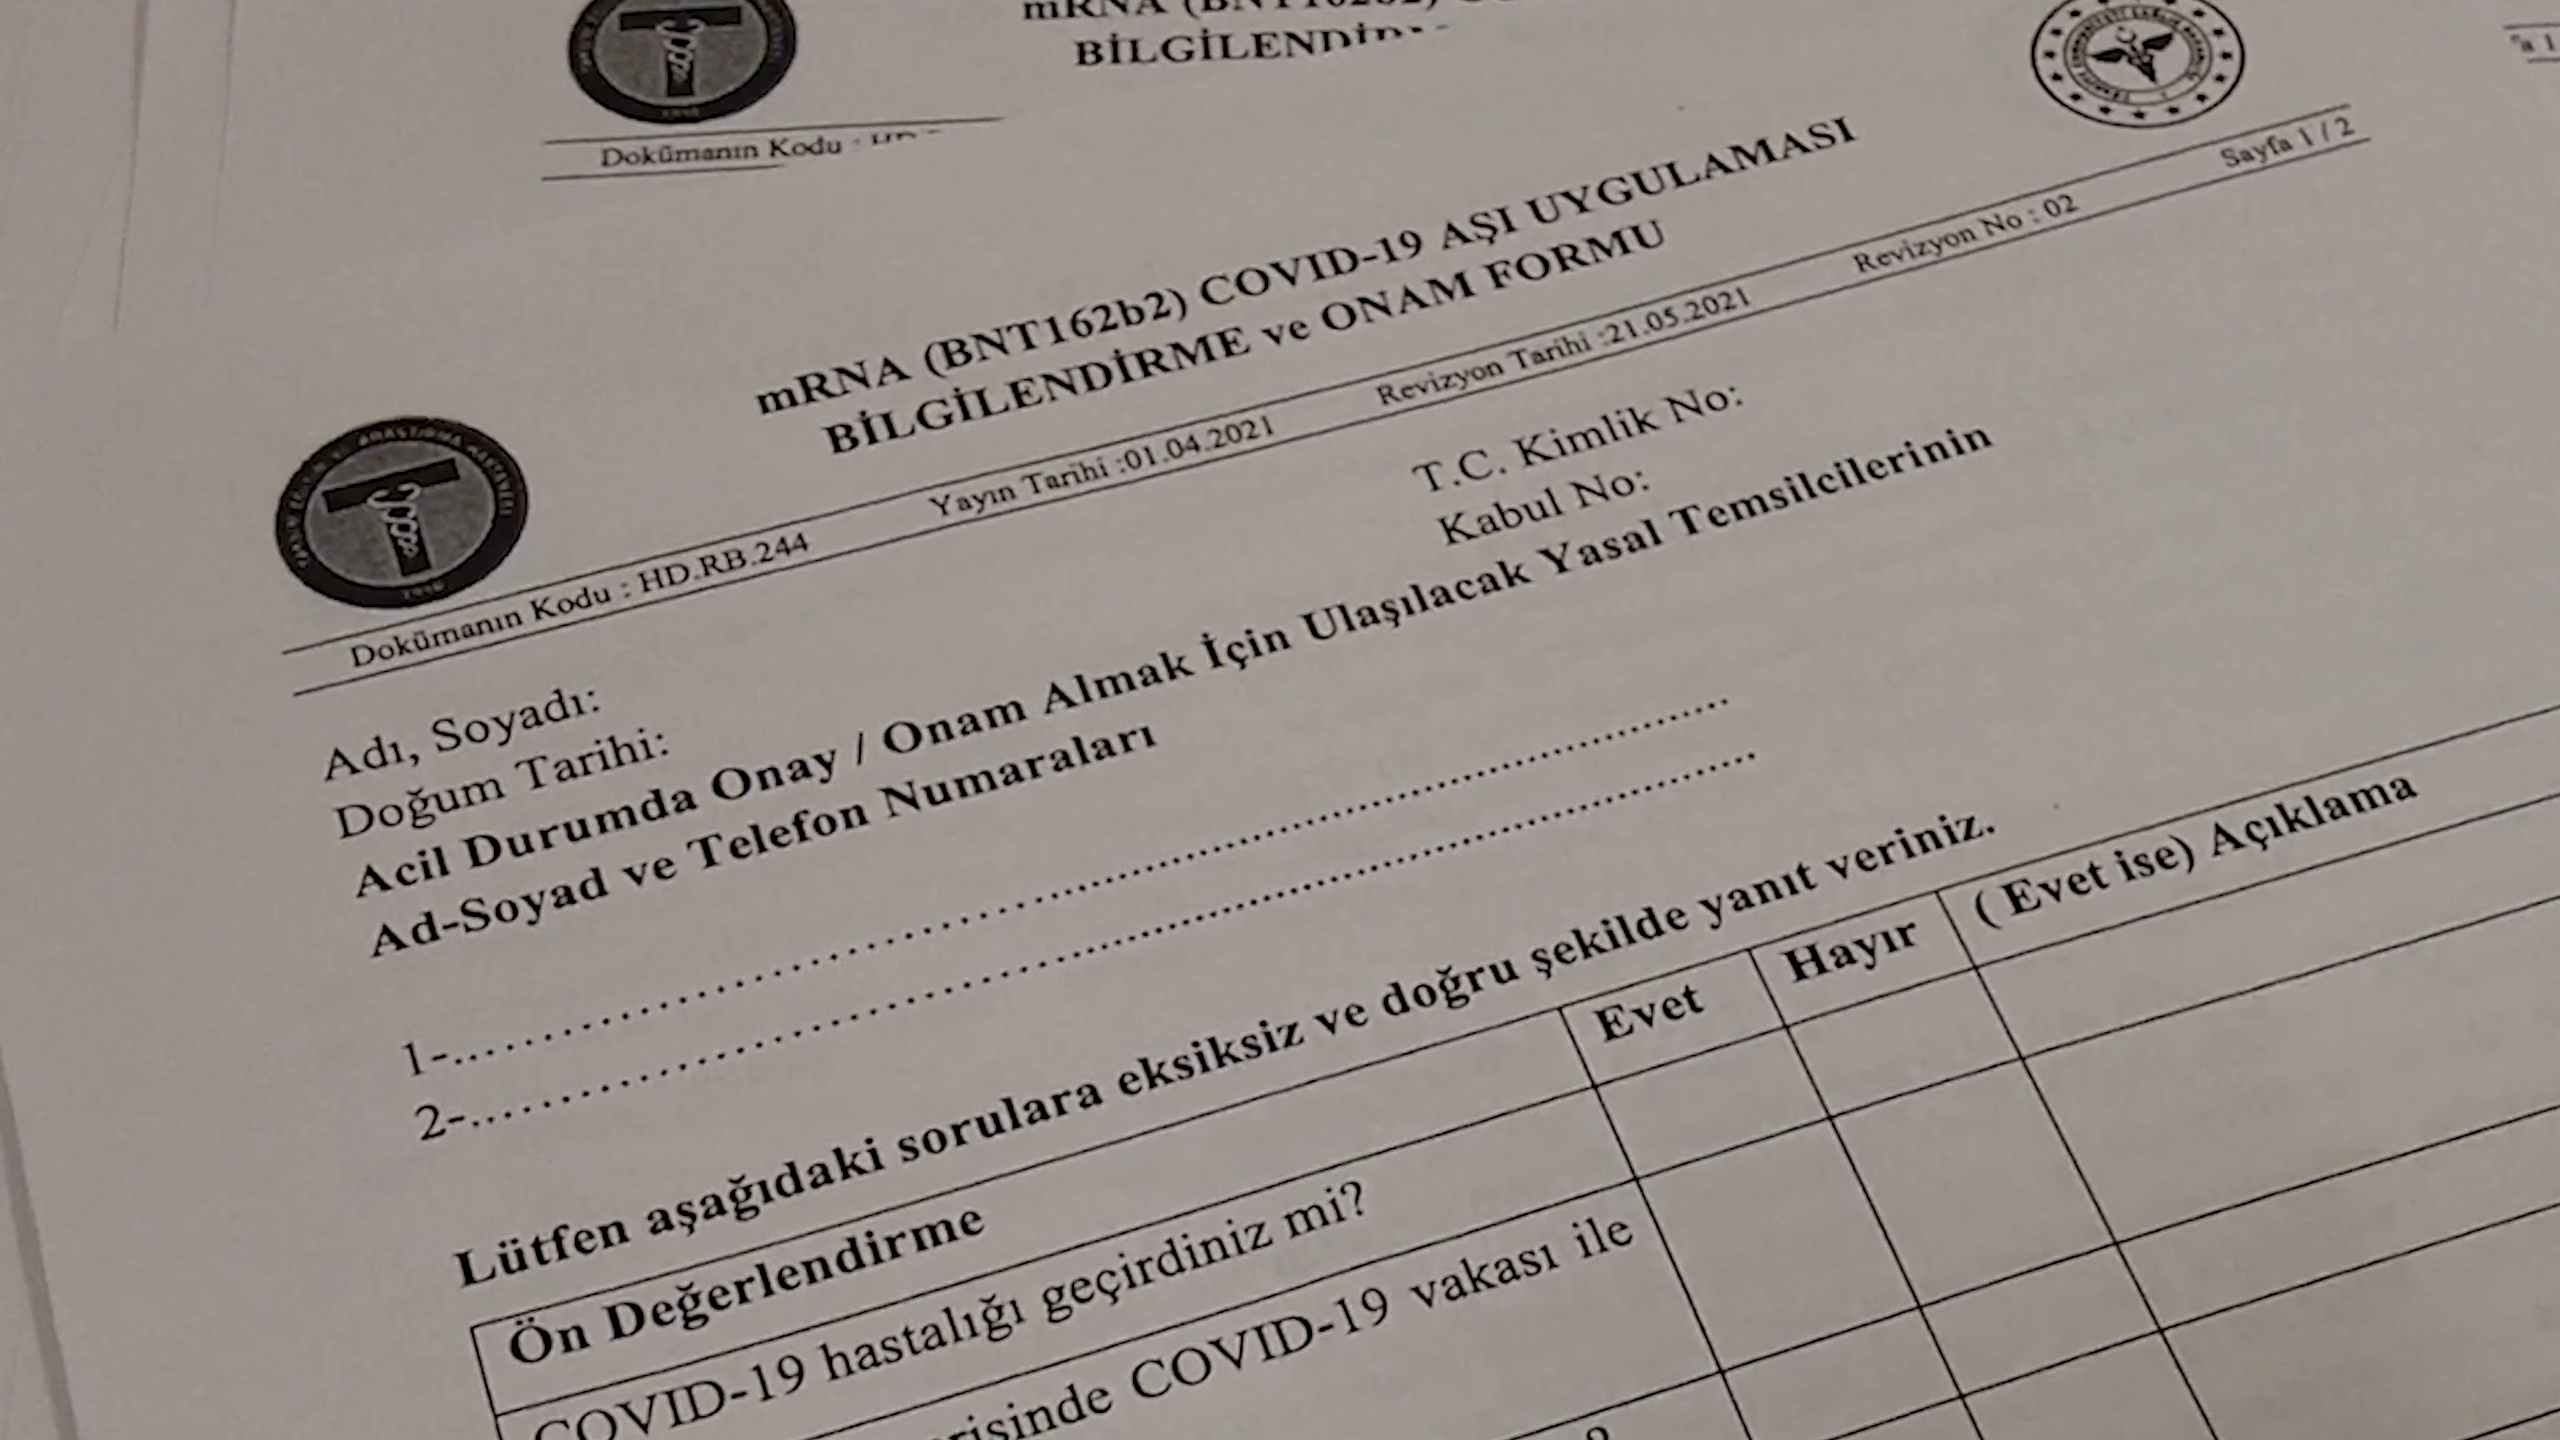 BİLGİLENDİ
Dokümanın Kodu :
mRNA (BNT162b2) COVID-19 AŞI UYGULAMASI
BİLGİLENDİRME ve ONAM FORMU
Dokümanın Kodu : HD.RB.244 Yayın Tarihi :01.04.2021 Revizyon Tarihi :21.05.2021 Revizyon No : 02 Sayfa 1 / 2
Adı, Soyadı: T.C. Kimlik No:
Doğum Tarihi: Kabul No:
Acil Durumda Onay / Onam Almak İçin Ulaşılacak Yasal Temsilcilerinin
Ad-Soyad ve Telefon Numaraları
1-...............................................................................
2-...............................................................................
Lütfen aşağıdaki sorulara eksiksiz ve doğru şekilde yanıt veriniz.
Ön Değerlendirme Evet Hayır ( Evet ise) Açıklama
COVID-19 hastalığı geçirdiniz mi?
COVID-19 vakası ile